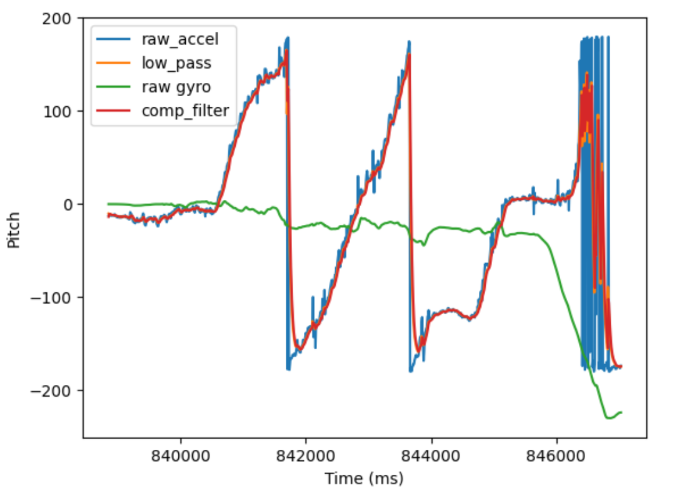 200
raw_accel
low_pass
raw gyro
comp_filter
100
0
−100
−200
Pitch
840000 842000 844000 846000
Time (ms)